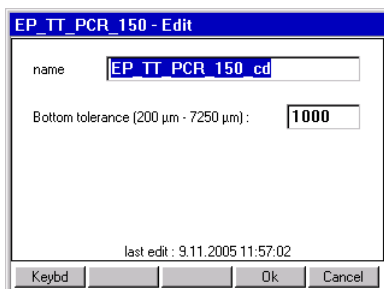 EP_TT_PCR_150 - Edit
name EP_TT_PCR_150_cd
Bottom tolerance (200 µm - 7250 µm) : 1000
last edit : 9.11.2005 11:57:02
Keybd Ok Cancel